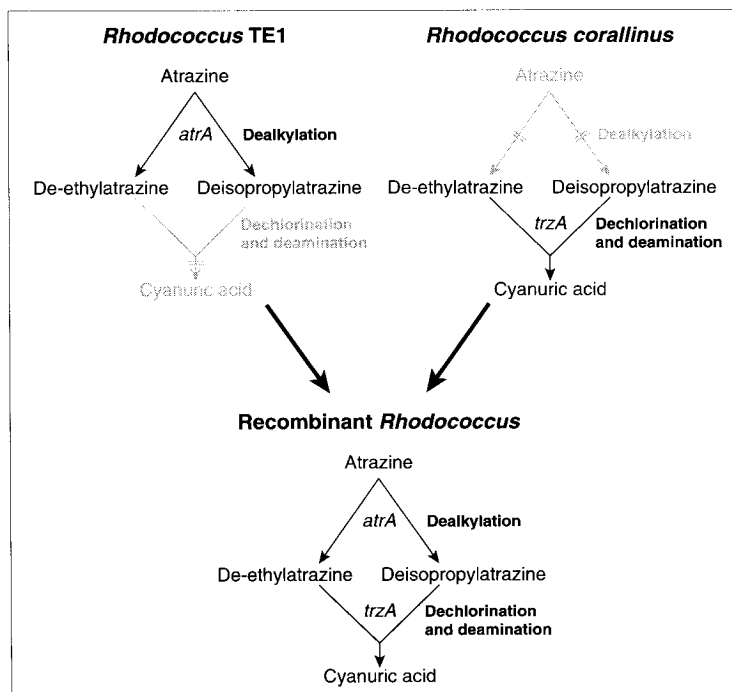 Rhodococcus TE1
Atrazine
atrA Dealkylation
De-ethylatrazine Deisopropylatrazine
Dechlorination
and deamination
Cyanuric acid
Rhodococcus corallinus
Atrazine
Dealkylation
De-ethylatrazine Deisopropylatrazine
trzA Dechlorination
and deamination
Cyanuric acid
Recombinant Rhodococcus
Atrazine
atrA Dealkylation
De-ethylatrazine Deisopropylatrazine
trzA Dechlorination
and deamination
Cyanuric acid